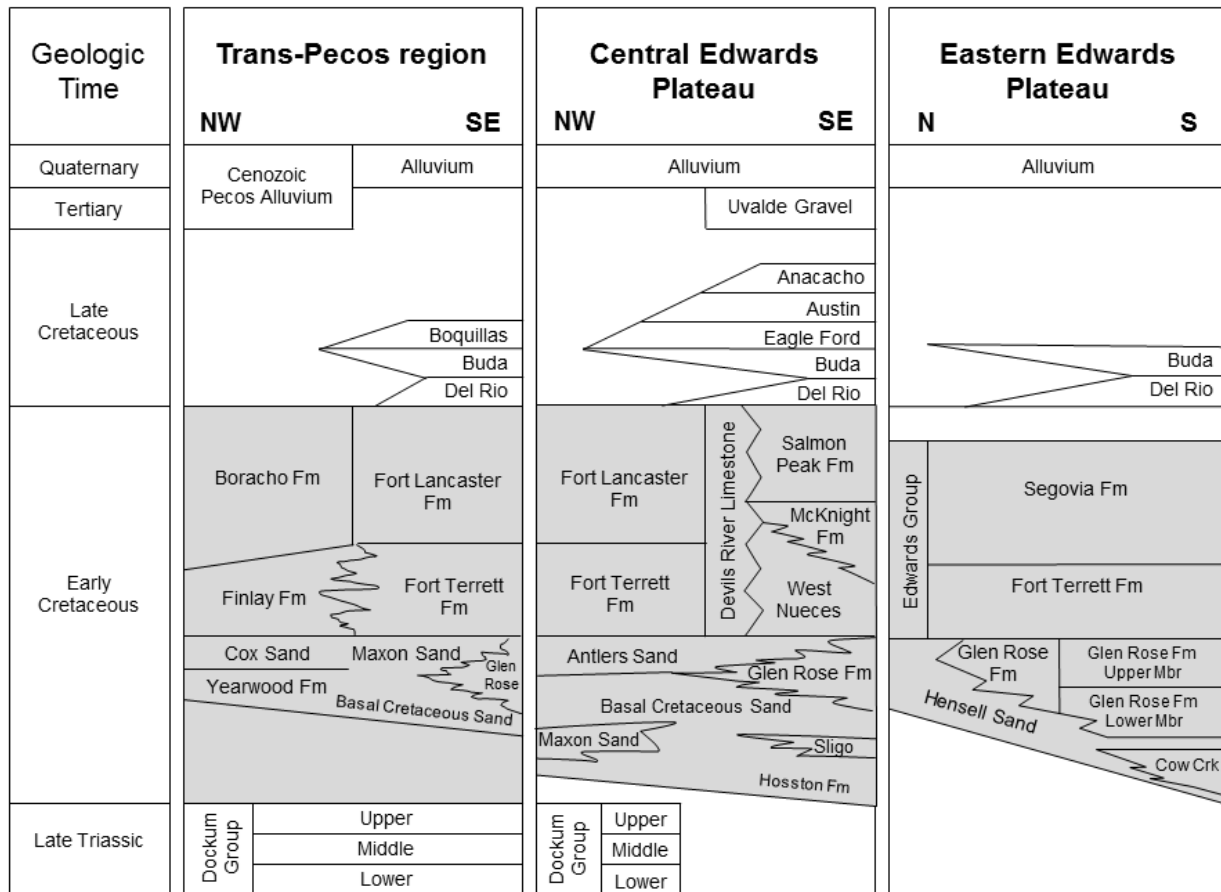 Geologic
Time
Trans-Pecos region
NW SE
Central Edwards
Plateau
NW SE
Eastern Edwards
Plateau
N S
Quaternary
Tertiary
Late
Cretaceous
Early
Cretaceous
Late Triassic
Cenozoic
Pecos Alluvium
Alluvium
Boquillas
Buda
Del Rio
Boracho Fm
Fort Lancaster
Fm
Finlay Fm
Fort Terrett
Fm
Cox Sand
Maxon Sand
Glen
Rose
Yearwood Fm
Basal Cretaceous Sand
Dockum
Group
Upper
Middle
Lower
Alluvium
Uvalde Gravel
Anacacho
Austin
Eagle Ford
Buda
Del Rio
Fort Lancaster
Fm
Devils River Limestone
Salmon
Peak Fm
McKnight
Fm
Fort Terrett
Fm
West
Nueces
Antlers Sand
Glen Rose Fm
Basal Cretaceous Sand
Maxon Sand
Sligo
Hosston Fm
Dockum
Group
Upper
Middle
Lower
Alluvium
Buda
Del Rio
Edwards Group
Segovia Fm
Fort Terrett Fm
Glen Rose
Fm
Glen Rose Fm
Upper Mbr
Glen Rose Fm
Lower Mbr
Hensell Sand
Cow Crk